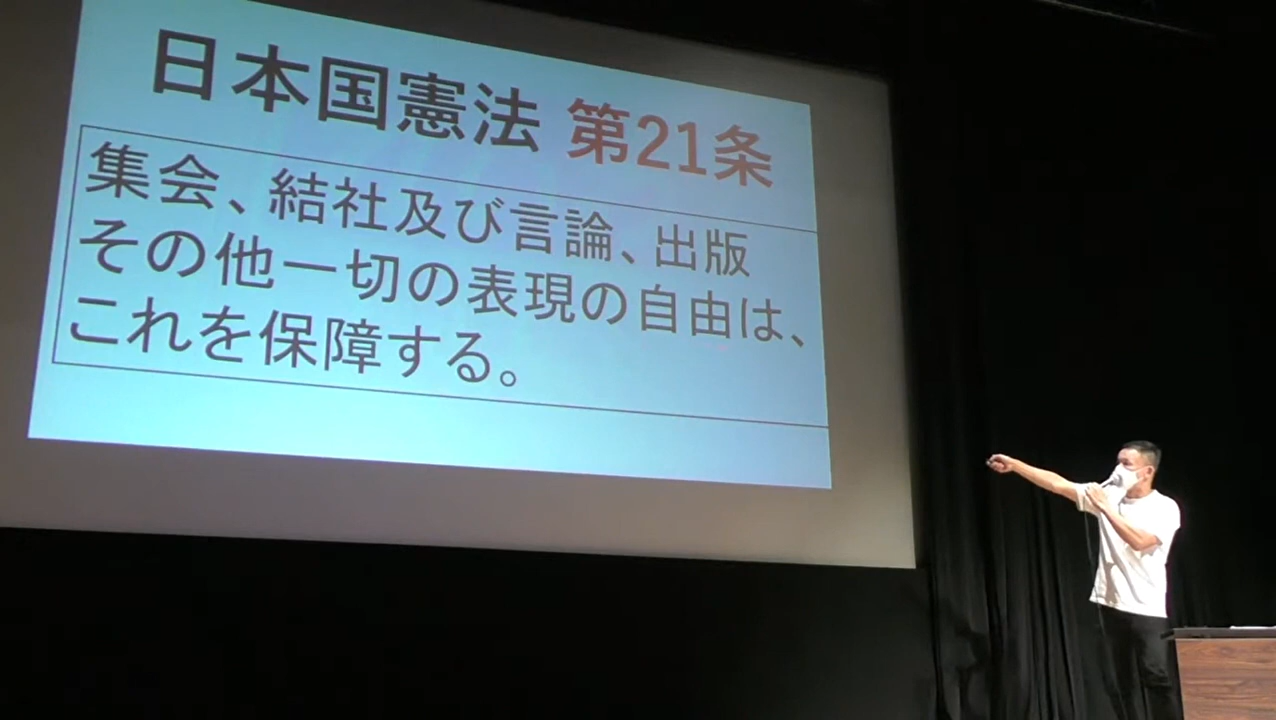 日本国憲法 第21条
集会、結社及び言論、出版
その他一切の表現の自由は、
これを保障する。